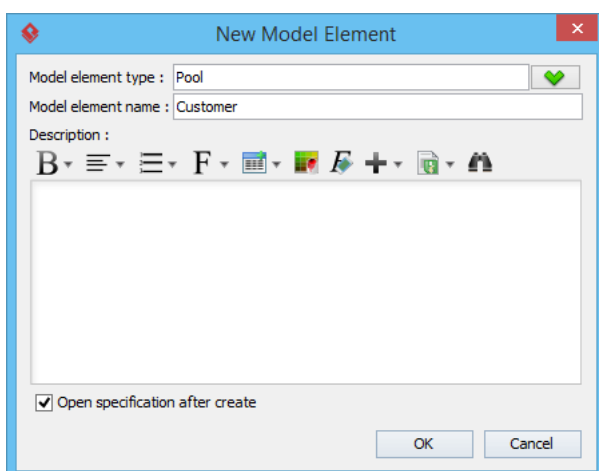 New Model Element
Model element type : Pool
Model element name : Customer
Description :
B F F
Open specification after create
OK Cancel